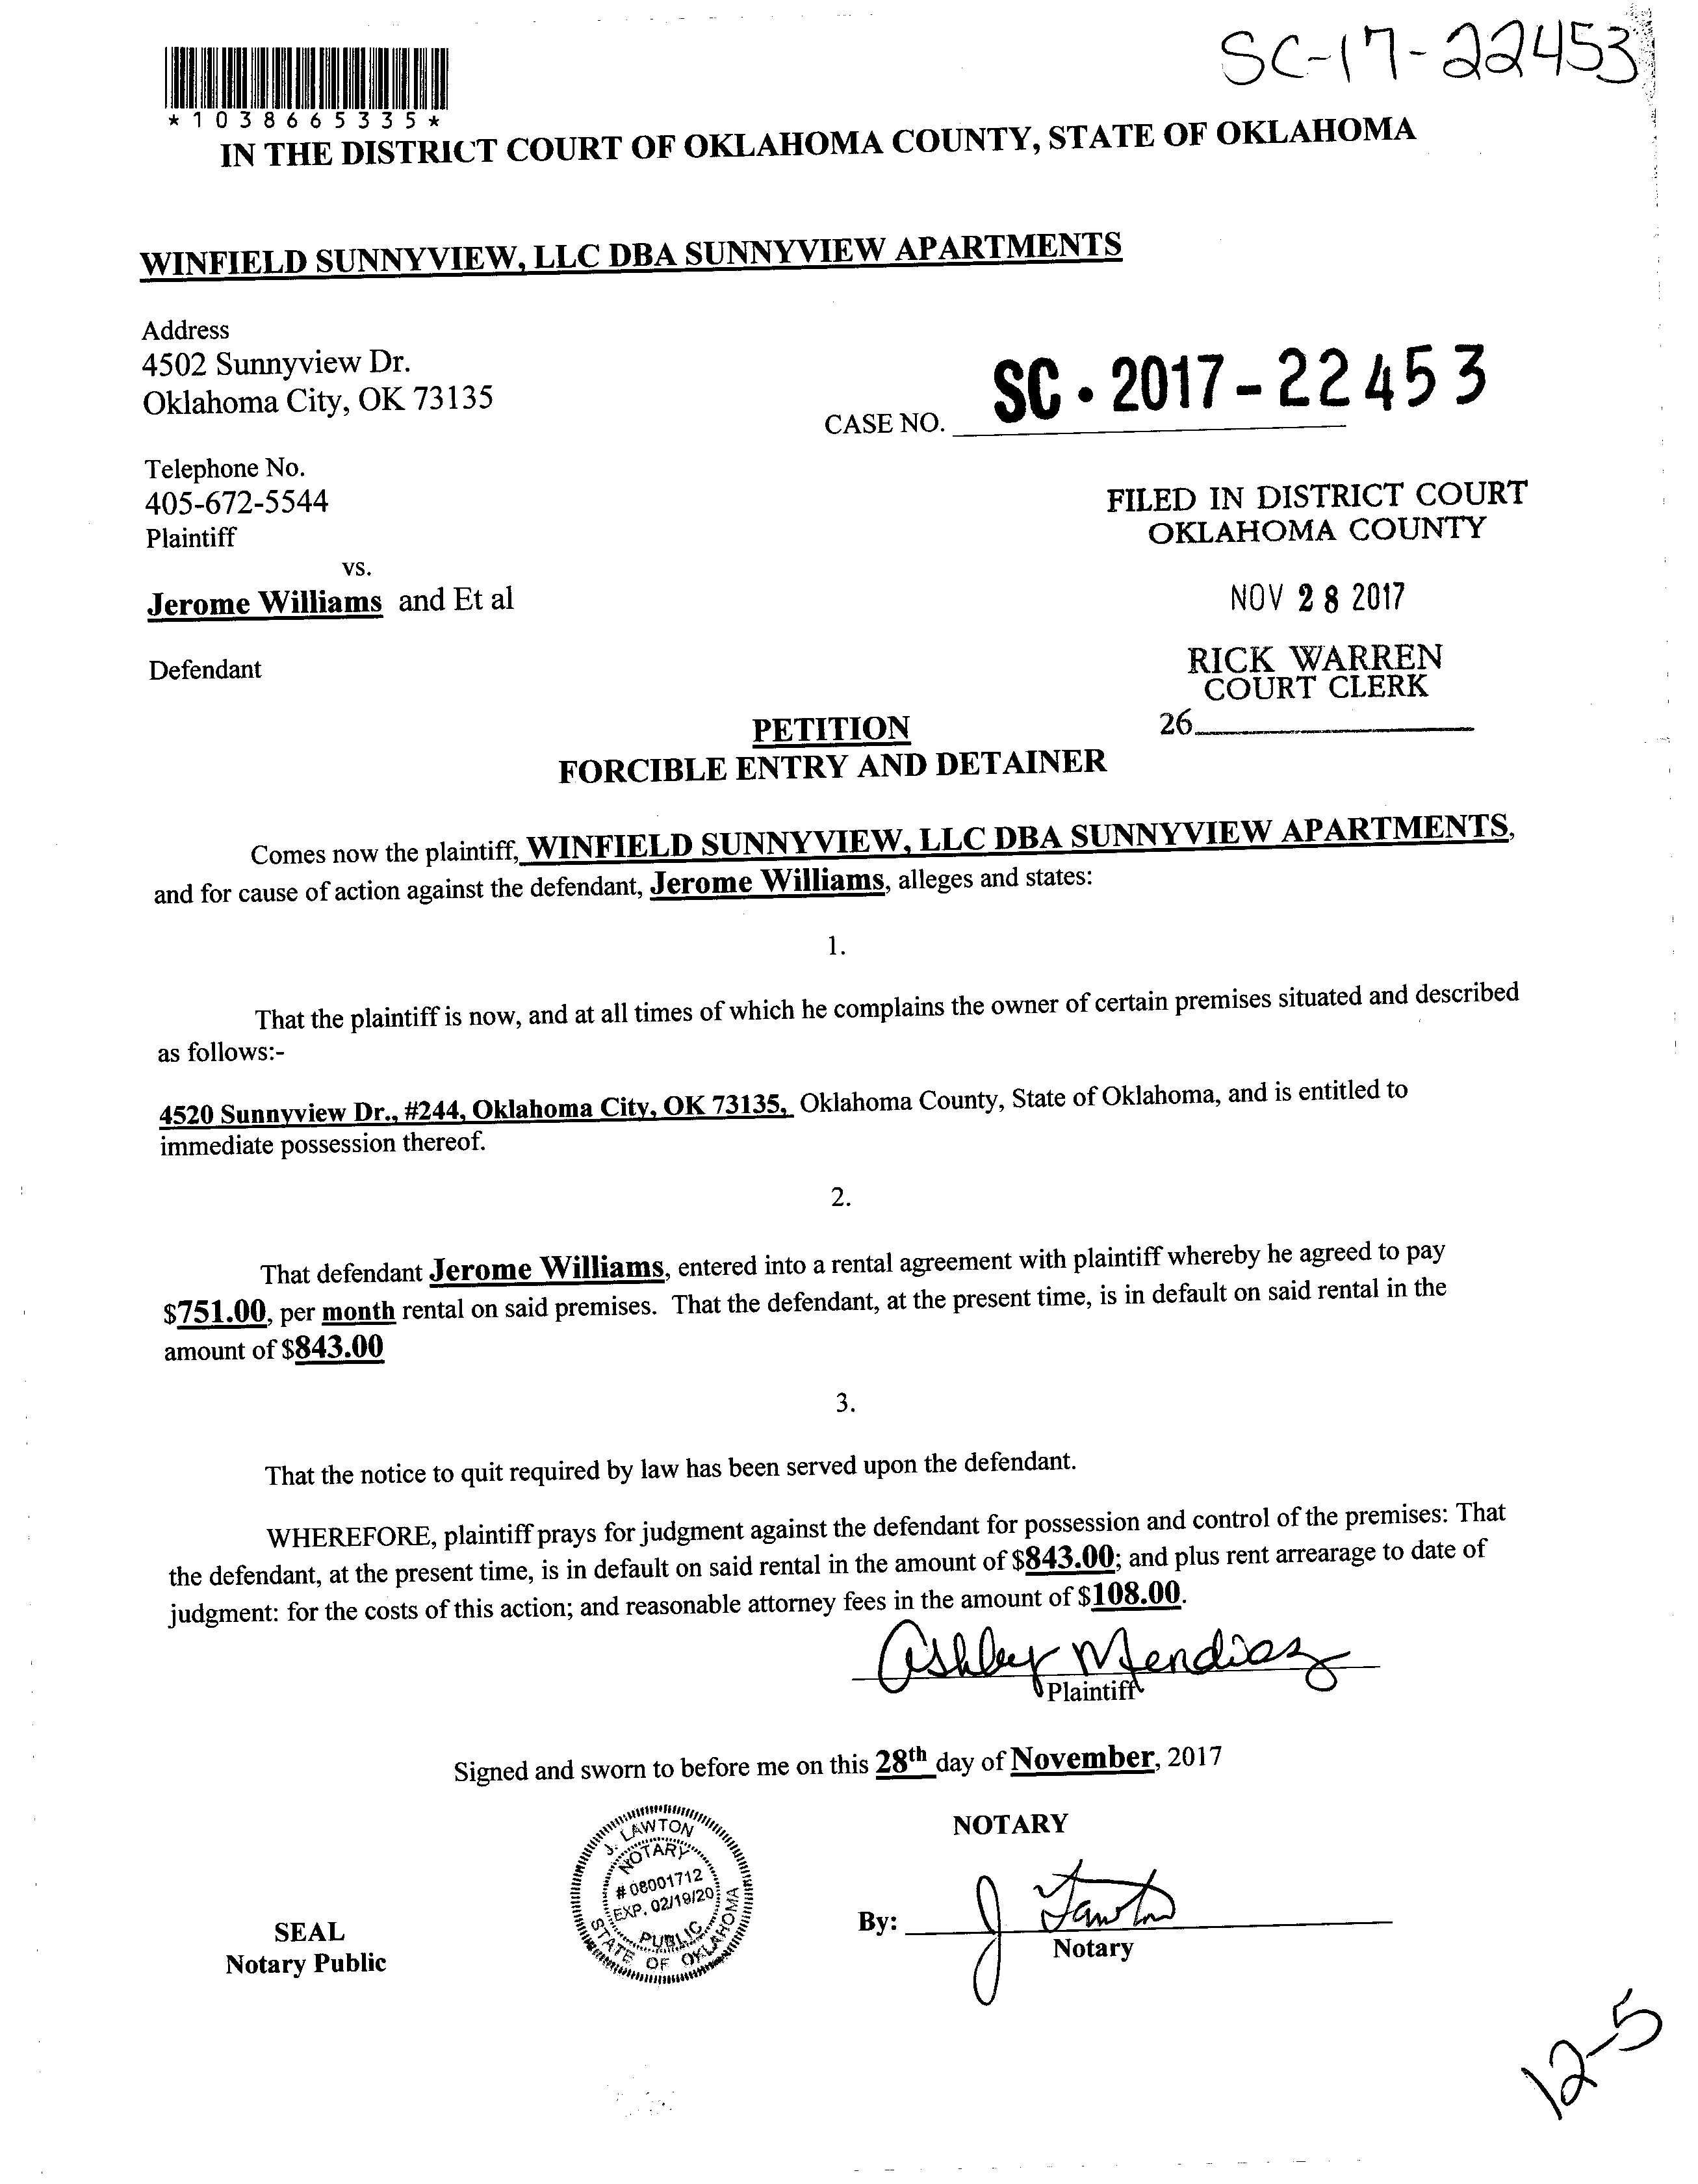 SC-17-22453
*1038665335*
IN THE DISTRICT COURT OF OKLAHOMA COUNTY, STATE OF OKLAHOMA
WINFIELD SUNNYVIEW, LLC DBA SUNNYVIEW APARTMENTS
Address
4502 Sunnyview Dr.
Oklahoma City, OK 73135
CASE NO. SC • 2017-22453
Telephone No.
405-672-5544
Plaintiff
vs.
Jerome Williams and Et al
Defendant
FILED IN DISTRICT COURT
OKLAHOMA COUNTY
NOV 28 2017
RICK WARREN
COURT CLERK
26
PETITION
FORCIBLE ENTRY AND DETAINER
Comes now the plaintiff, WINFIELD SUNNYVIEW, LLC DBA SUNNYVIEW APARTMENTS,
and for cause of action against the defendant, Jerome Williams, alleges and states:
1.
That the plaintiff is now, and at all times of which he complains the owner of certain premises situated and described
as follows:-
4520 Sunnyview Dr., #244, Oklahoma City, OK 73135, Oklahoma County, State of Oklahoma, and is entitled to
immediate possession thereof.
2.
That defendant Jerome Williams, entered into a rental agreement with plaintiff whereby he agreed to pay
$751.00, per month rental on said premises. That the defendant, at the present time, is in default on said rental in the
amount of $843.00
3.
That the notice to quit required by law has been served upon the defendant.
WHEREFORE, plaintiff prays for judgment against the defendant for possession and control of the premises: That
the defendant, at the present time, is in default on said rental in the amount of $843.00; and plus rent arrearage to date of
judgment: for the costs of this action; and reasonable attorney fees in the amount of $108.00.
Ashley Mendias
Plaintiff
Signed and sworn to before me on this 28th day of November, 2017
J. LAWTON
NOTARY
# 08001712
EXP. 02/19/20
PUBLIC
STATE OF OKLAHOMA
NOTARY
By: J Lawton
Notary
SEAL
Notary Public
12-5